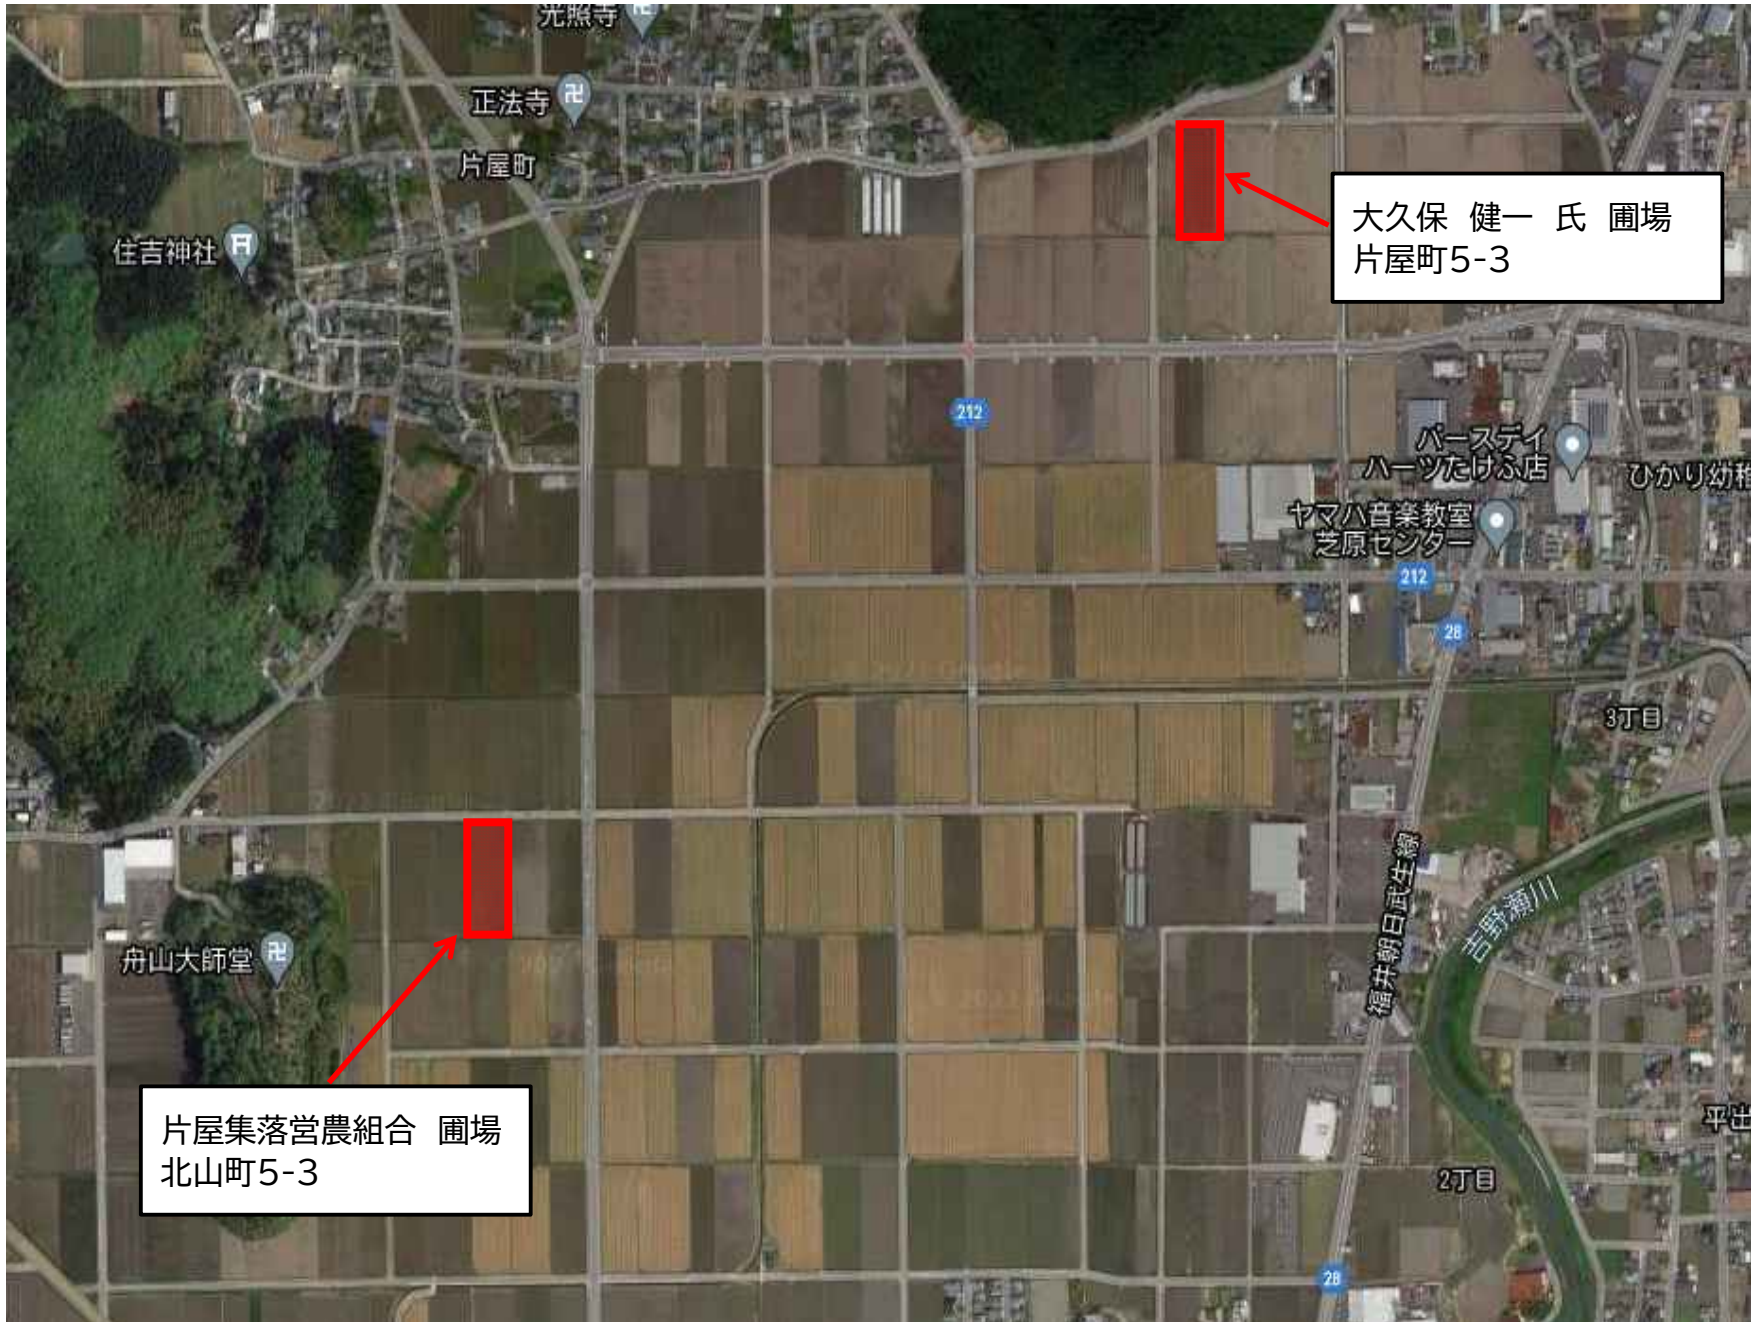 光照寺
正法寺
片屋町
住吉神社
大久保 健一 氏 圃場
片屋町5-3
212
バースデイ
ハーツたけふ店
ひかり幼稚
ヤマハ音楽教室
芝原センター
212
28
3丁目
福井朝日武生線
吉野瀬川
舟山大師堂
片屋集落営農組合 圃場
北山町5-3
平出
2丁目
28